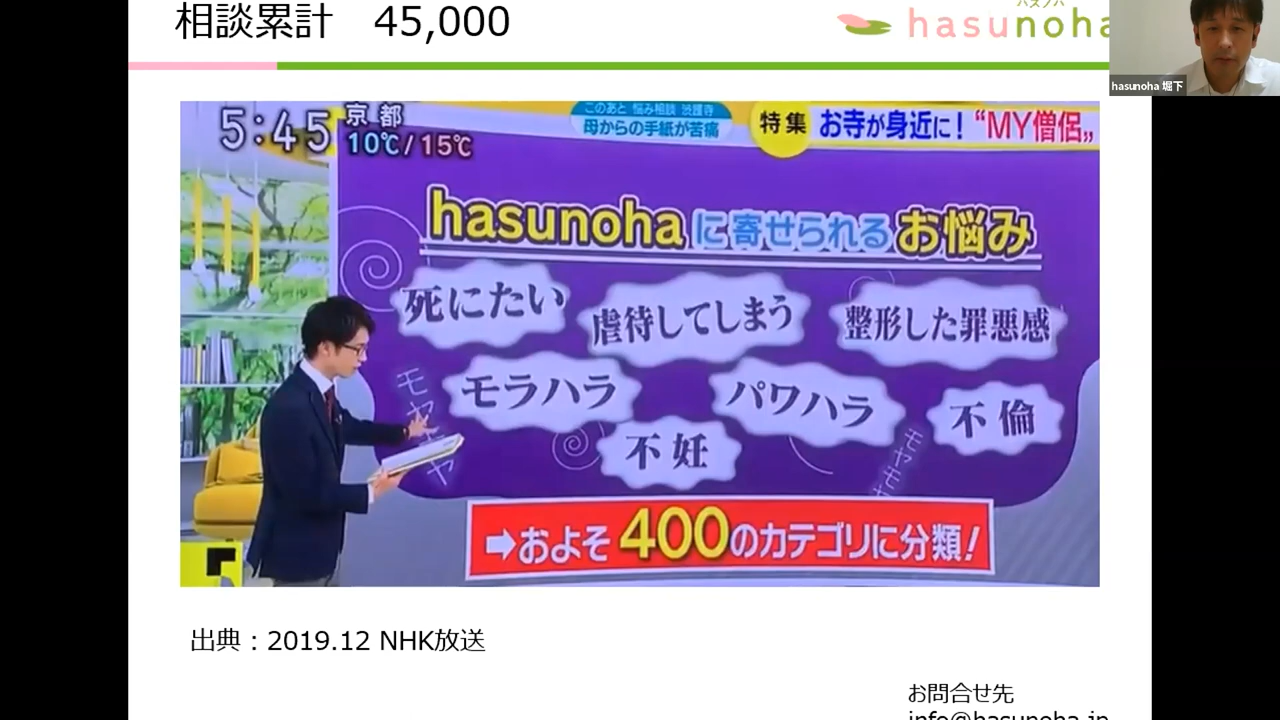 相談累計 45,000
ハスノハ
hasunoha
hasunoha 堀下
5:45
京都
10℃/15℃
このあと 悩み相談 渋護寺
母からの手紙が苦痛
特集
お寺が身近に！“MY僧侶„
hasunohaに寄せられるお悩み
死にたい
虐待してしまう
整形した罪悪感
モラハラ
パワハラ
不倫
不妊
モヤモヤ
モヤモヤ
➡およそ400のカテゴリに分類！
出典：2019.12 NHK放送
お問合せ先
info@hasunoha.jp